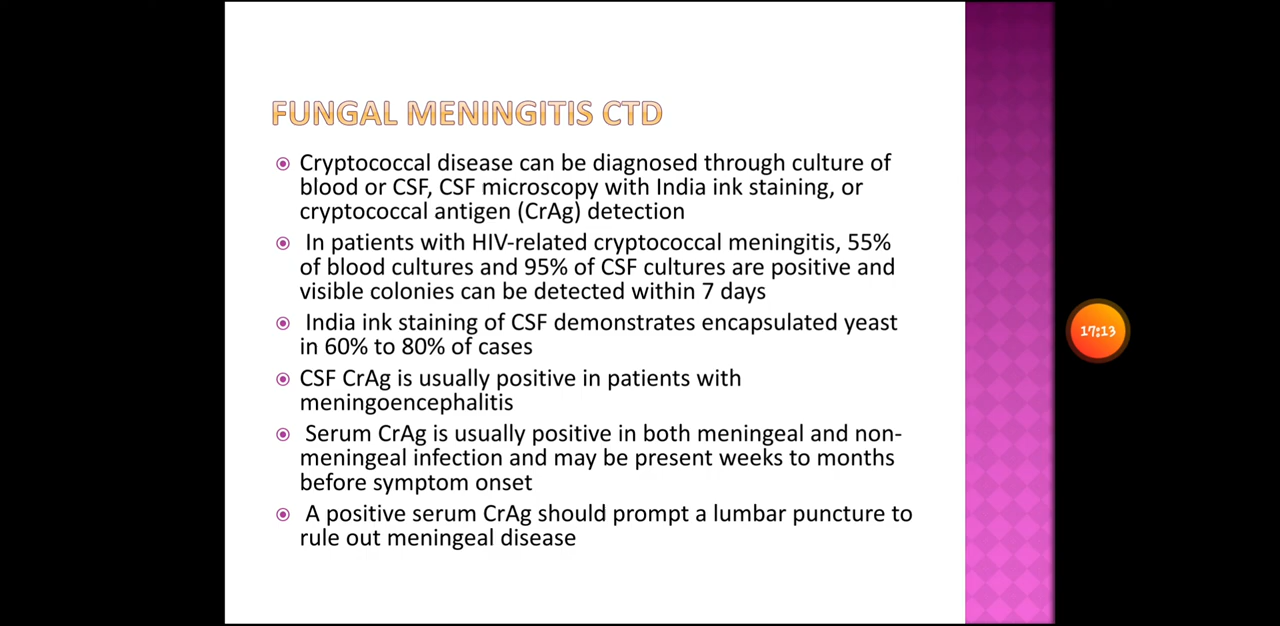 FUNGAL MENINGITIS CTD
Cryptococcal disease can be diagnosed through culture of
blood or CSF, CSF microscopy with India ink staining, or
cryptococcal antigen (CrAg) detection
In patients with HIV-related cryptococcal meningitis, 55%
of blood cultures and 95% of CSF cultures are positive and
visible colonies can be detected within 7 days
India ink staining of CSF demonstrates encapsulated yeast
in 60% to 80% of cases
CSF CrAg is usually positive in patients with
meningoencephalitis
Serum CrAg is usually positive in both meningeal and non-
meningeal infection and may be present weeks to months
before symptom onset
A positive serum CrAg should prompt a lumbar puncture to
rule out meningeal disease
17:13